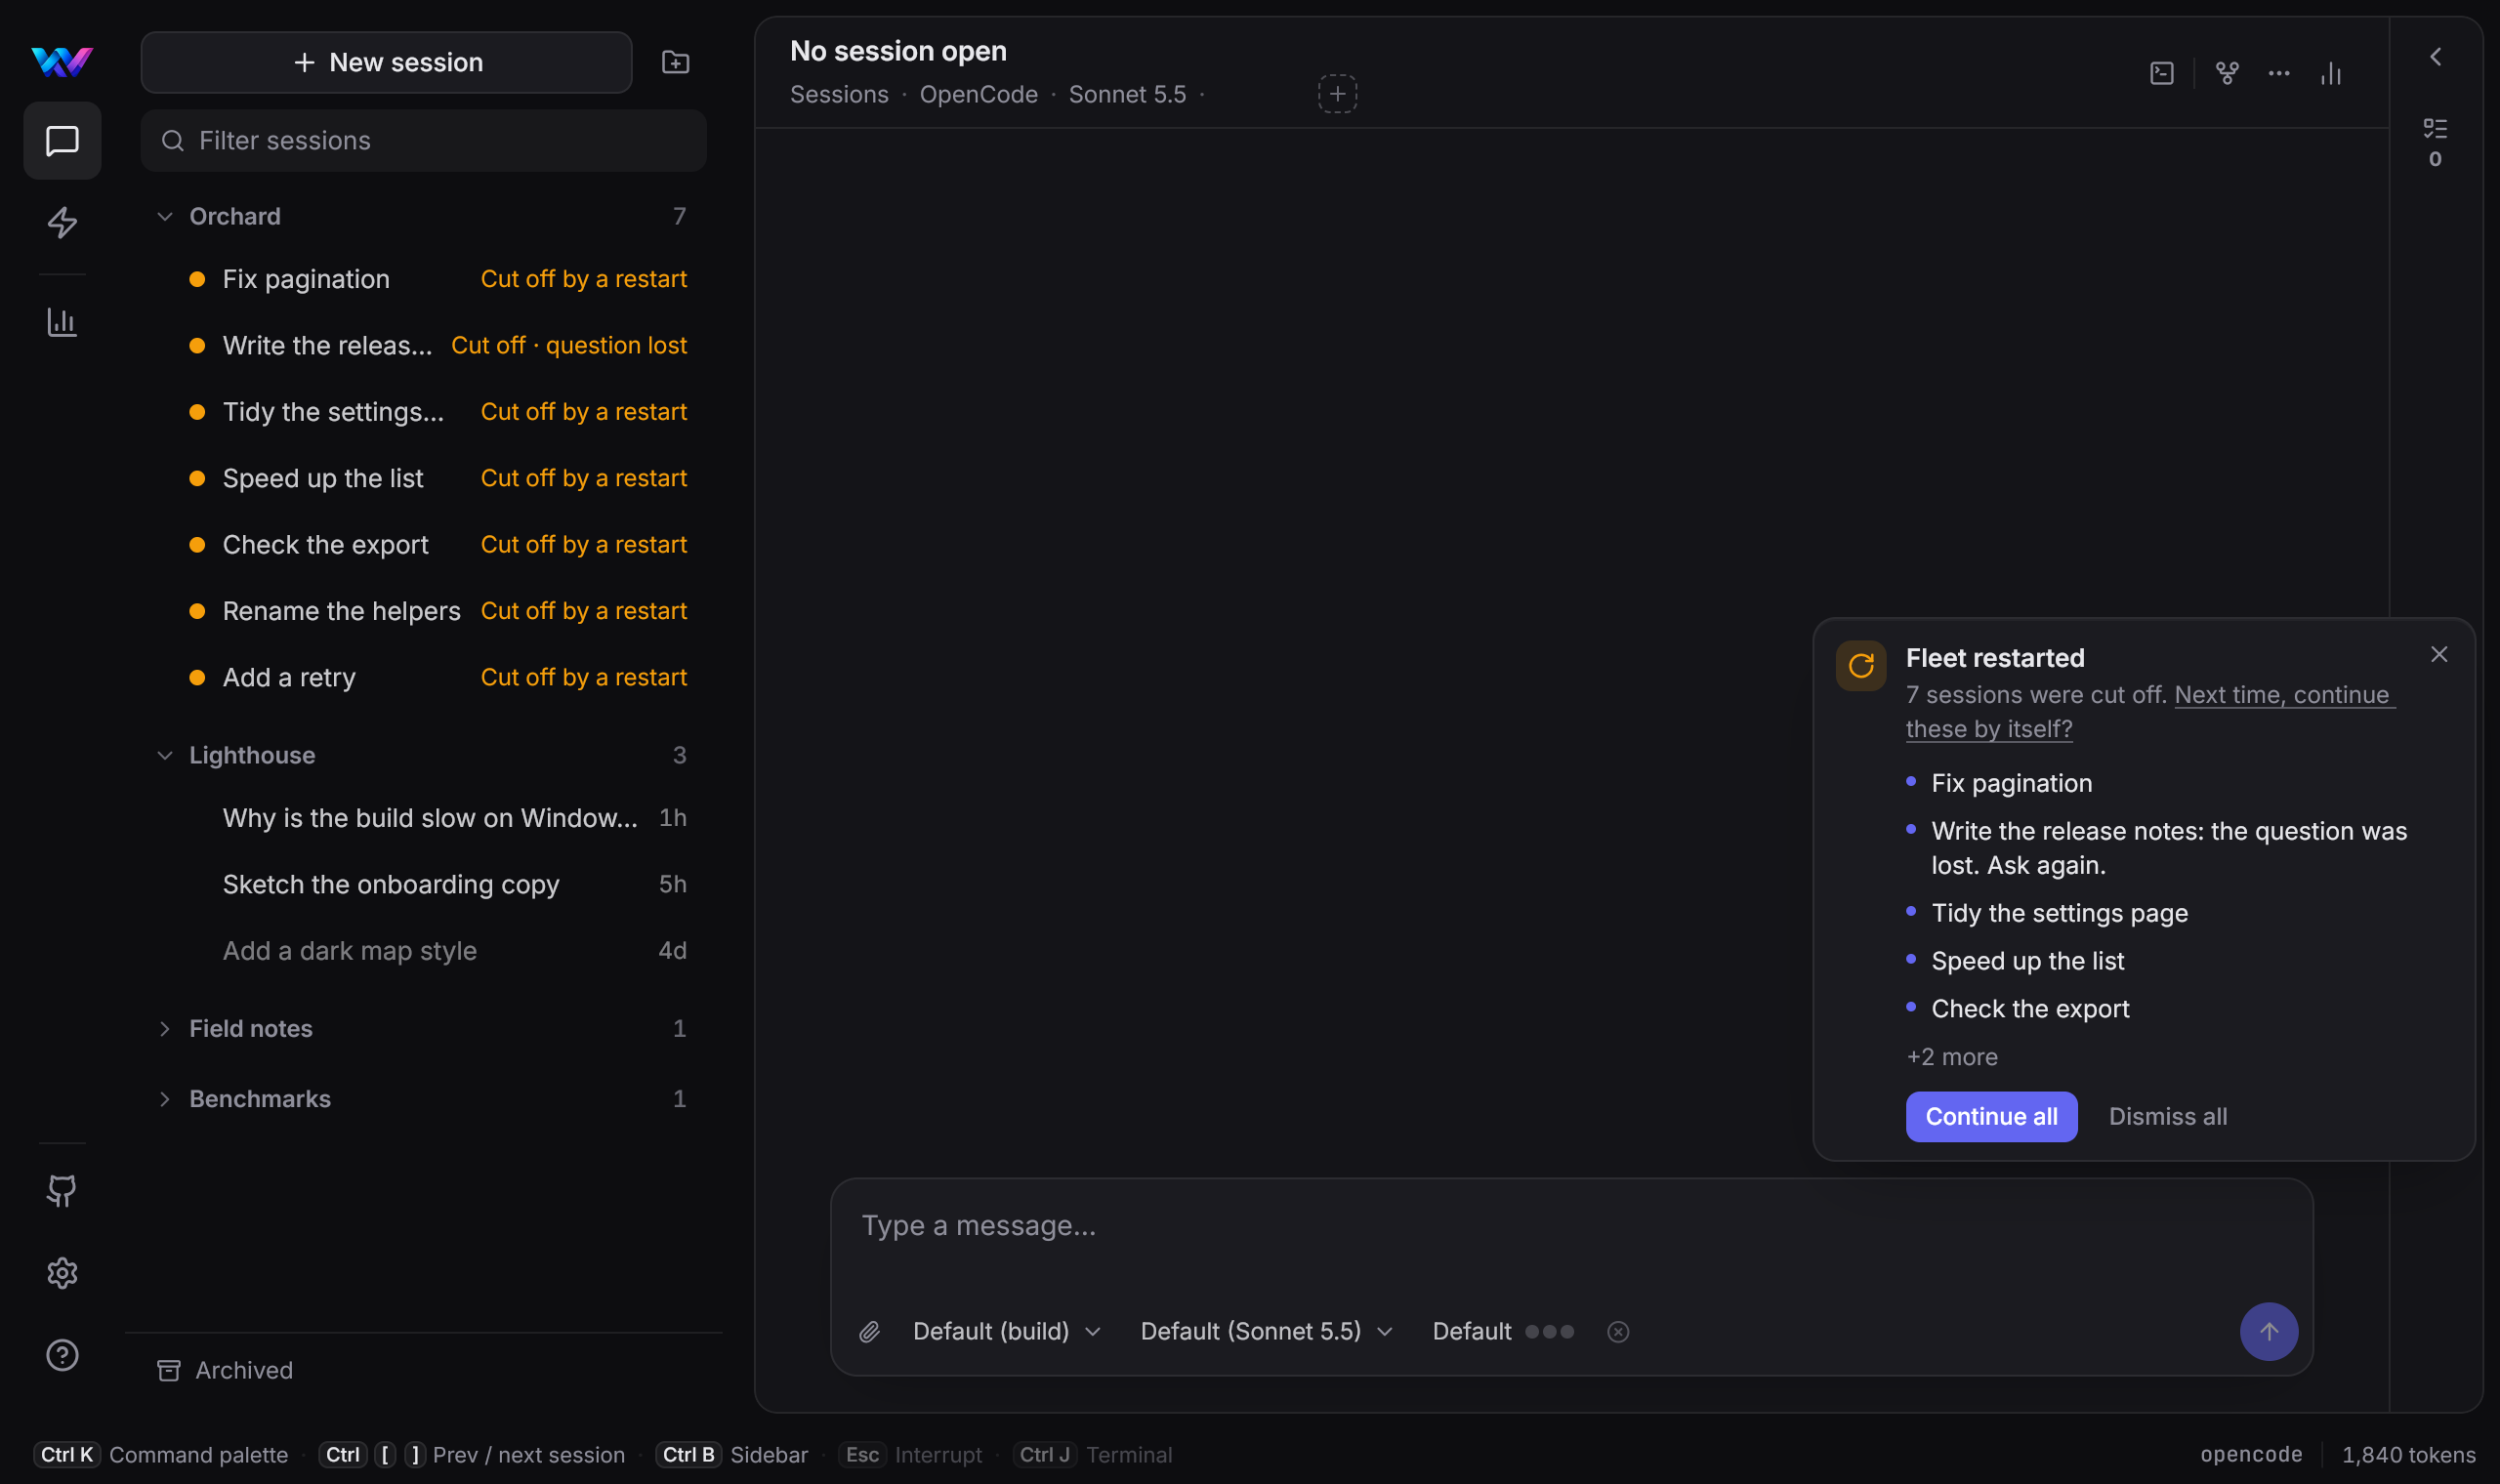 New session
Filter sessions
Orchard 7
Fix pagination Cut off by a restart
Write the releas... Cut off · question lost
Tidy the settings... Cut off by a restart
Speed up the list Cut off by a restart
Check the export Cut off by a restart
Rename the helpers Cut off by a restart
Add a retry Cut off by a restart
Lighthouse 3
Why is the build slow on Window... 1h
Sketch the onboarding copy 5h
Add a dark map style 4d
Field notes 1
Benchmarks 1
Archived
No session open
Sessions · OpenCode · Sonnet 5.5 ·
0
Fleet restarted
7 sessions were cut off. Next time, continue
these by itself?
Fix pagination
Write the release notes: the question was
lost. Ask again.
Tidy the settings page
Speed up the list
Check the export
+2 more
Continue all Dismiss all
Type a message...
Default (build) Default (Sonnet 5.5) Default
Ctrl K Command palette · Ctrl [ ] Prev / next session · Ctrl B Sidebar · Esc Interrupt · Ctrl J Terminal
opencode 1,840 tokens